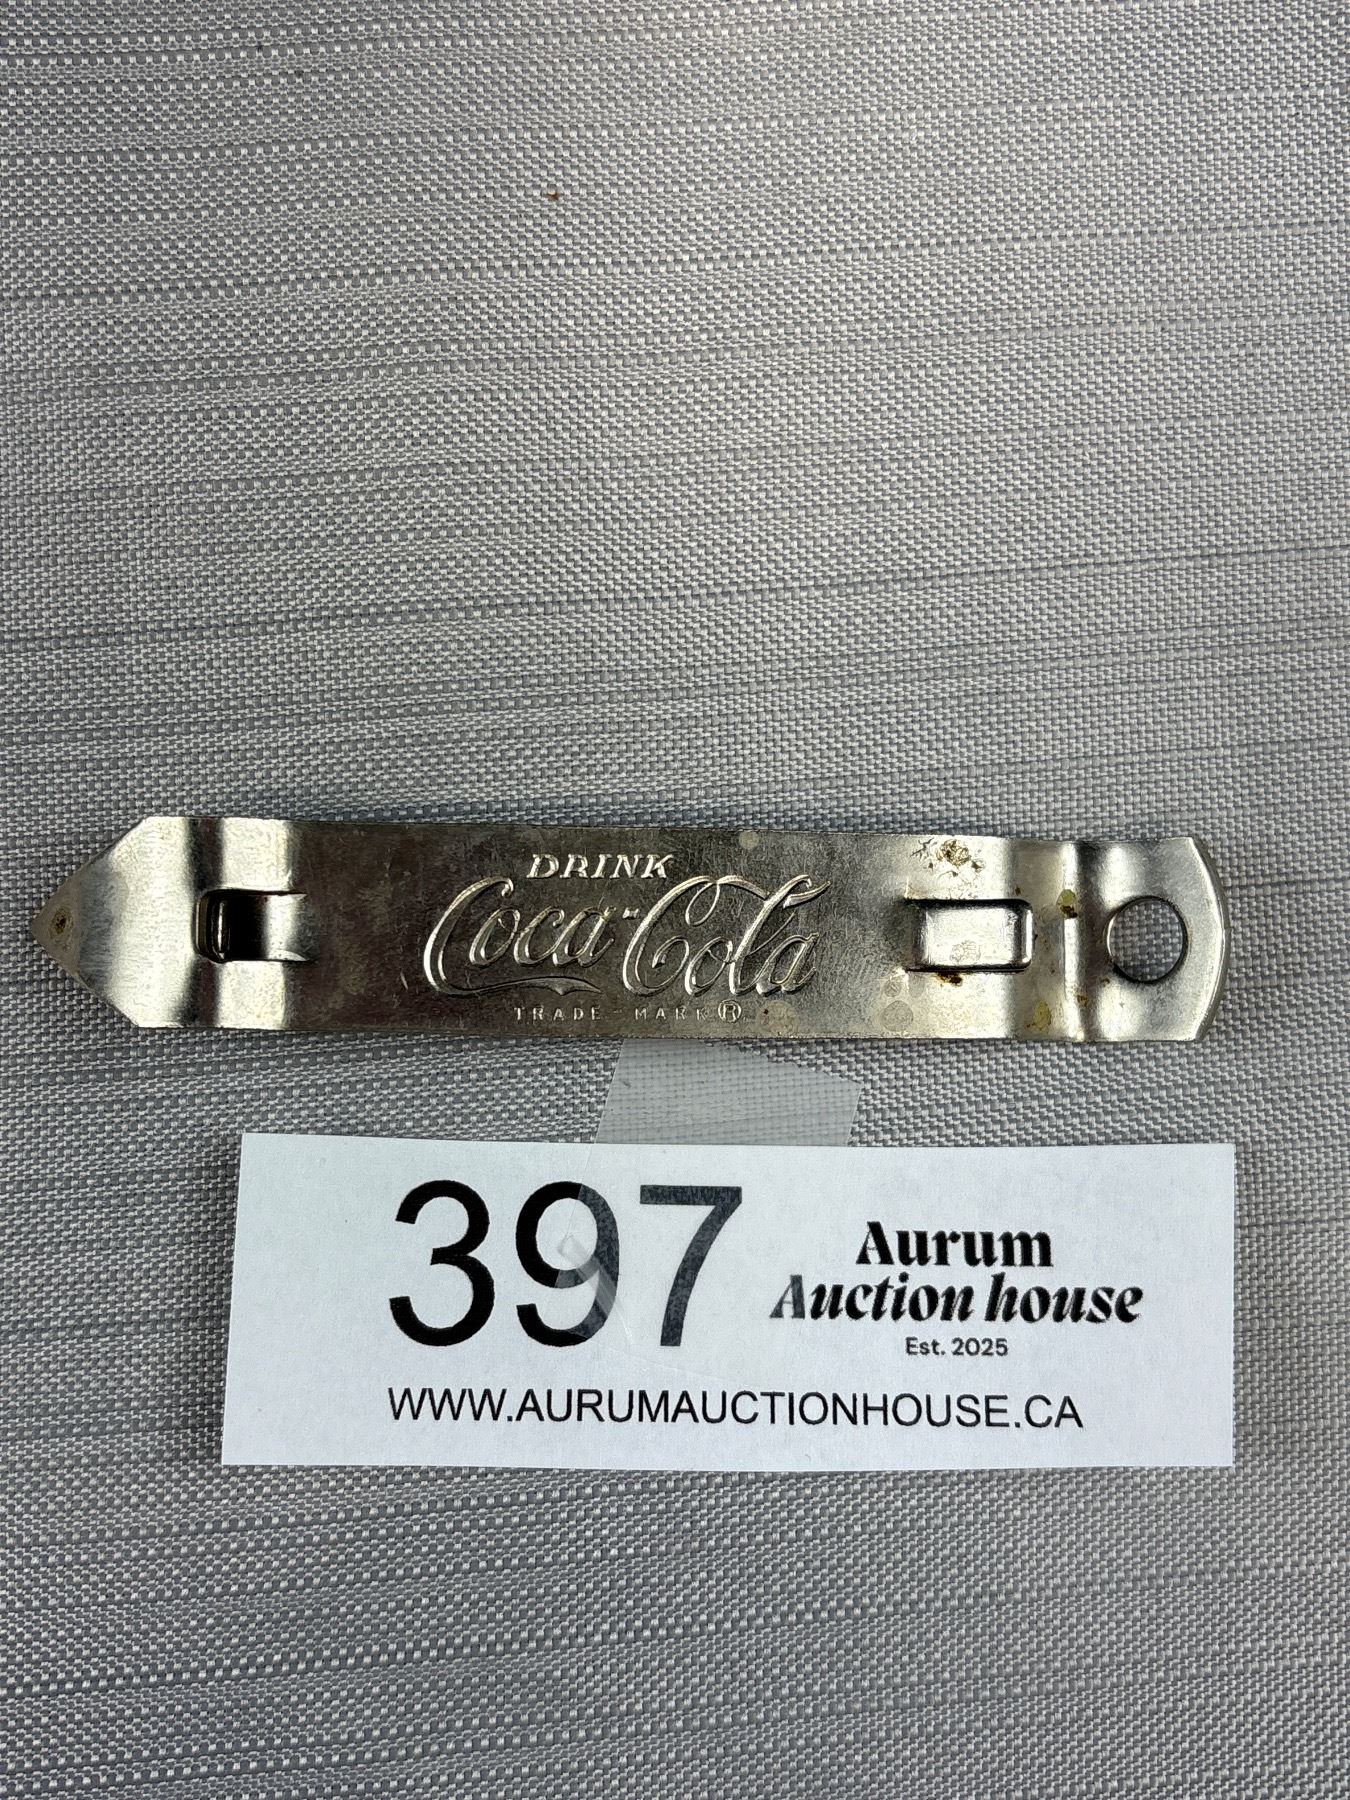 DRINK
Coca-Cola
TRADE-MARK ®
397
Aurum
Auction house
Est. 2025
WWW.AURUMAUCTIONHOUSE.CA